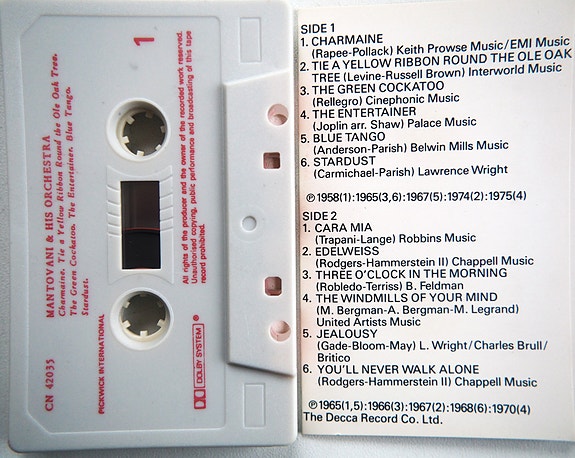 1
MANTOVANI & HIS ORCHESTRA
Charmaine. Tie a Yellow Ribbon Round the Ole Oak Tree.
The Green Cockatoo. The Entertainer. Blue Tango.
Stardust.
All rights of the producer and the owner of the recorded work reserved.
Unauthorised copying, public performance and broadcasting of this tape
record prohibited.
CN 42035
PICKWICK INTERNATIONAL
DOLBY SYSTEM ®
SIDE 1
1. CHARMAINE
(Rapee-Pollack) Keith Prowse Music/EMI Music
2. TIE A YELLOW RIBBON ROUND THE OLE OAK
TREE (Levine-Russell Brown) Interworld Music
3. THE GREEN COCKATOO
(Rellegro) Cinephonic Music
4. THE ENTERTAINER
(Joplin arr. Shaw) Palace Music
5. BLUE TANGO
(Anderson-Parish) Belwin Mills Music
6. STARDUST
(Carmichael-Parish) Lawrence Wright
℗1958(1):1965(3,6):1967(5):1974(2):1975(4)
SIDE 2
1. CARA MIA
(Trapani-Lange) Robbins Music
2. EDELWEISS
(Rodgers-Hammerstein II) Chappell Music
3. THREE O'CLOCK IN THE MORNING
(Robledo-Terriss) B. Feldman
4. THE WINDMILLS OF YOUR MIND
(M. Bergman-A. Bergman-M. Legrand)
United Artists Music
5. JEALOUSY
(Gade-Bloom-May) L. Wright/Charles Brull/
Britico
6. YOU'LL NEVER WALK ALONE
(Rodgers-Hammerstein II) Chappell Music
℗1965(1,5):1966(3):1967(2):1968(6):1970(4)
The Decca Record Co. Ltd.